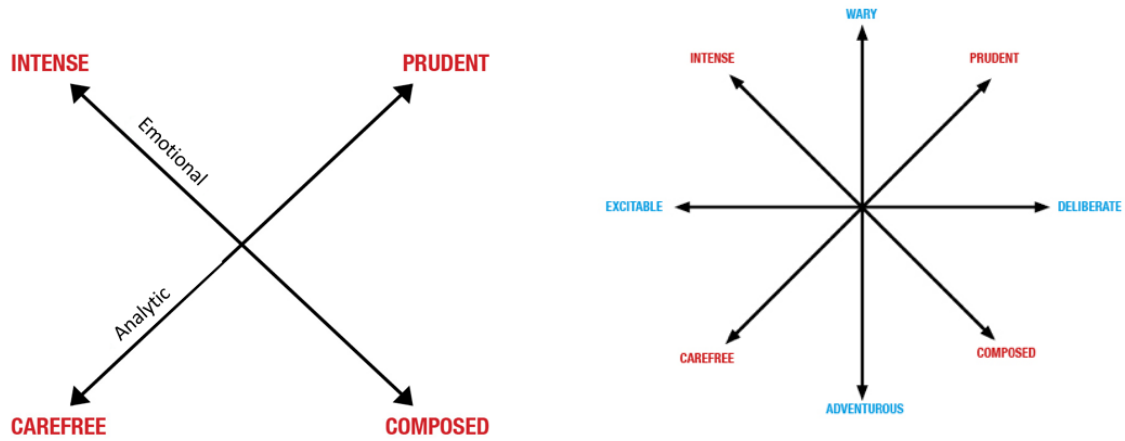 INTENSE
PRUDENT
Emotional
Analytic
CAREFREE
COMPOSED
WARY
INTENSE
PRUDENT
EXCITABLE
DELIBERATE
CAREFREE
COMPOSED
ADVENTUROUS